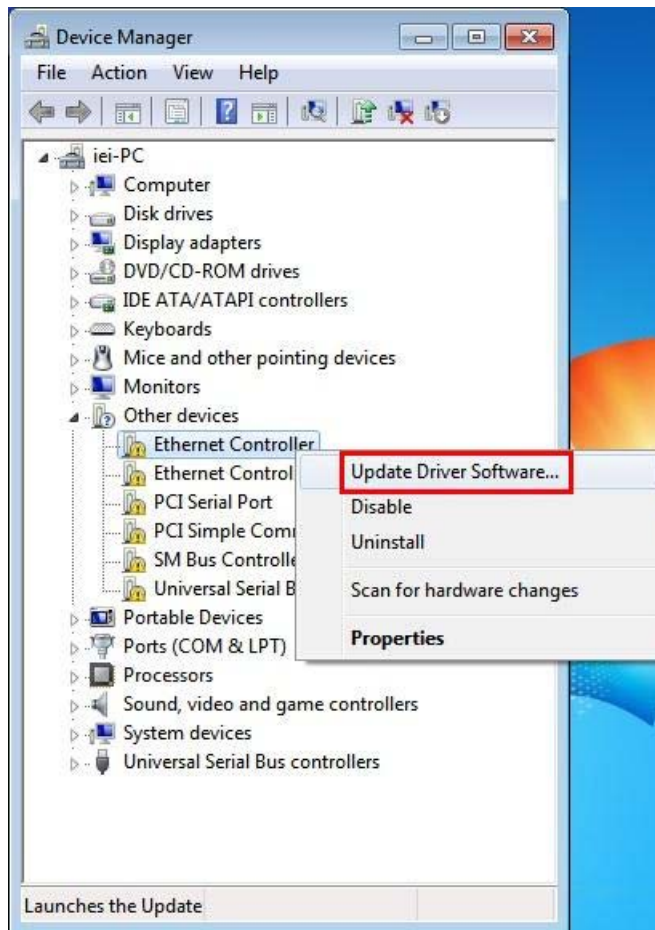 Device Manager
File Action View Help
iei-PC
Computer
Disk drives
Display adapters
DVD/CD-ROM drives
IDE ATA/ATAPI controllers
Keyboards
Mice and other pointing devices
Monitors
Other devices
Ethernet Controller
Ethernet Control
PCI Serial Port
PCI Simple Com
SM Bus Controlle
Universal Serial B
Update Driver Software...
Disable
Uninstall
Scan for hardware changes
Properties
Portable Devices
Ports (COM & LPT)
Processors
Sound, video and game controllers
System devices
Universal Serial Bus controllers
Launches the Update